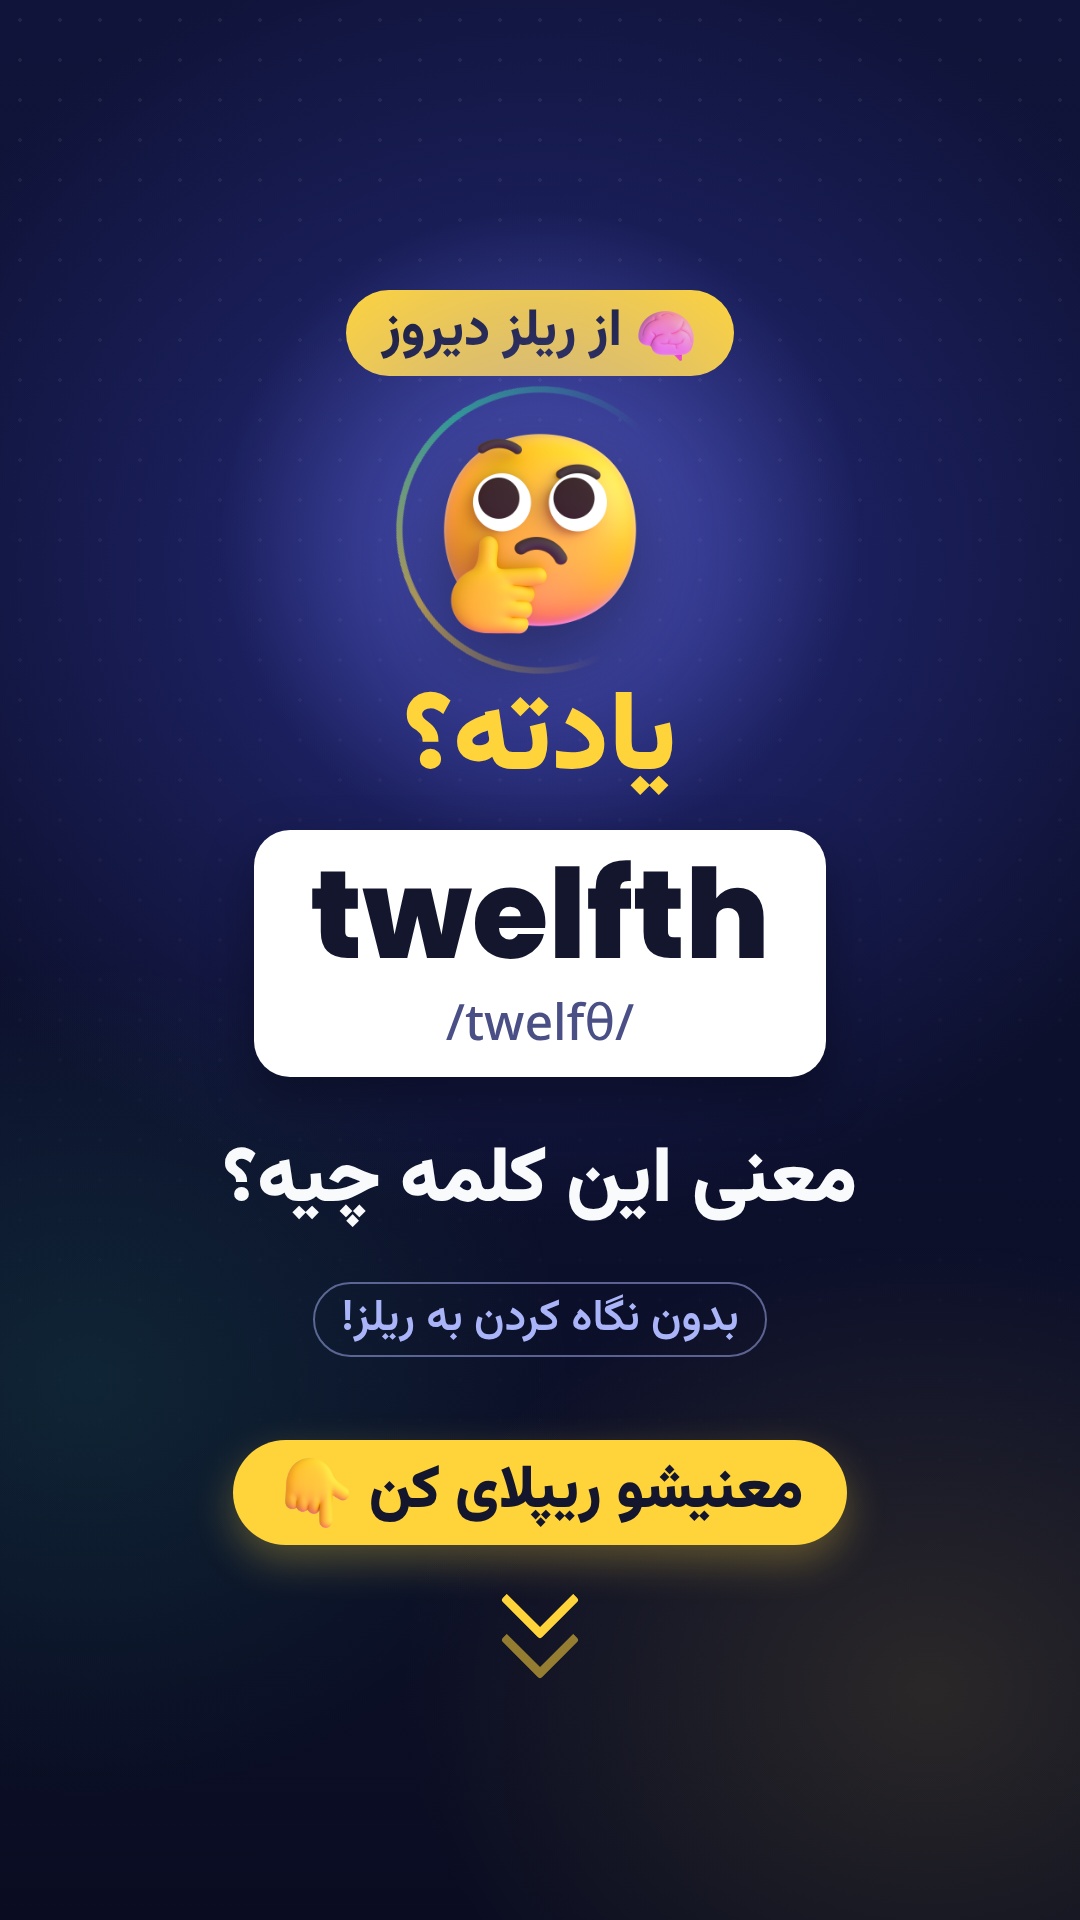 🧠 از ریلز دیروز
یادته؟
twelfth
/twelfθ/
معنی این کلمه چیه؟
بدون نگاه کردن به ریلز!
معنیشو ریپلای کن 👇